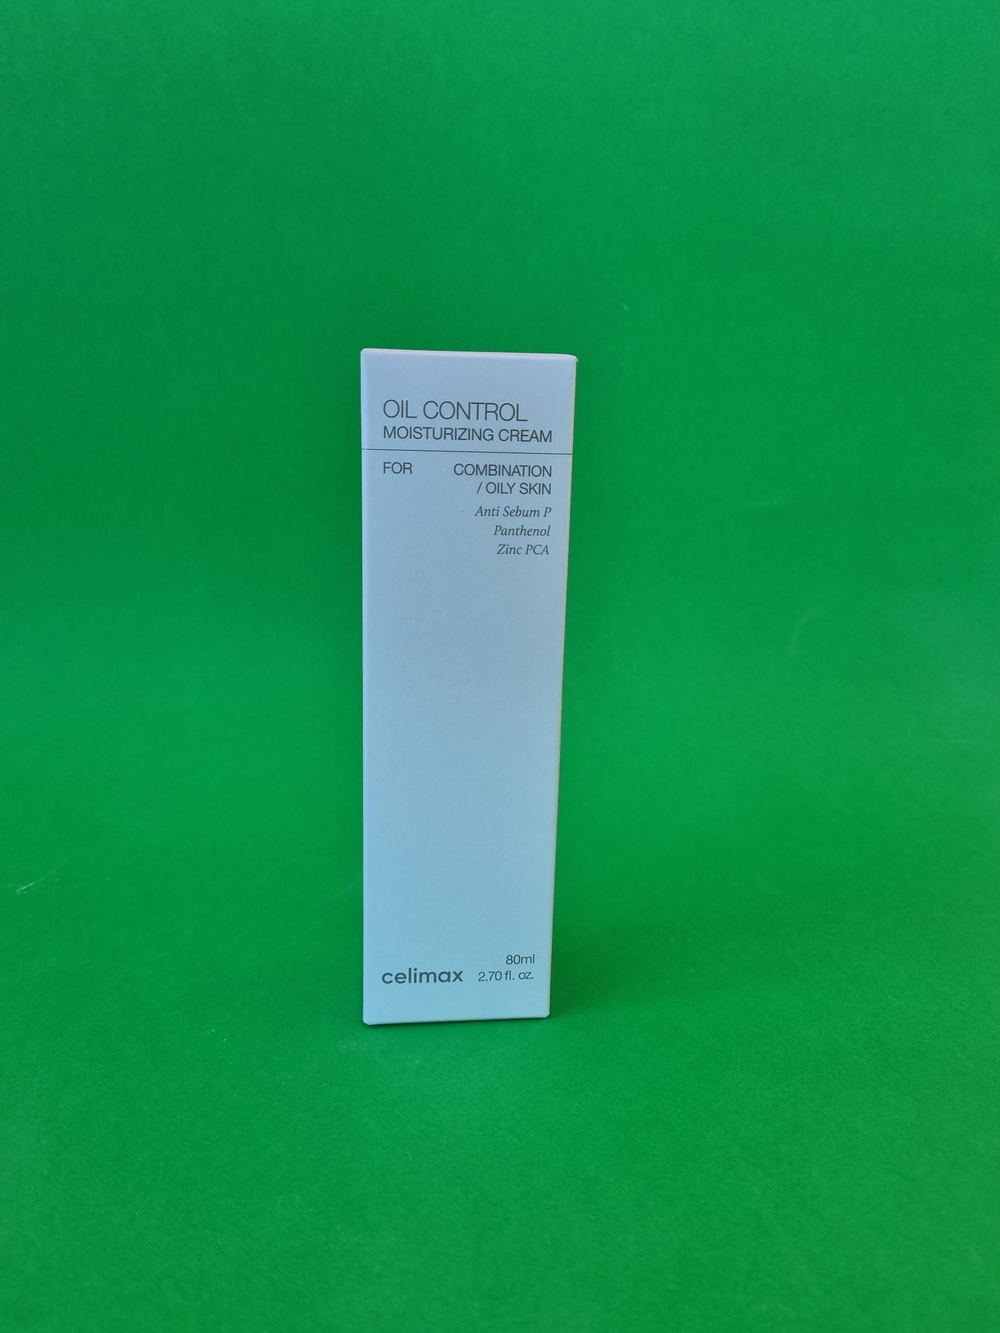 OIL CONTROL
MOISTURIZING CREAM
FOR COMBINATION
/ OILY SKIN
Anti Sebum P
Panthenol
Zinc PCA
80ml
celimax 2.70 fl. oz.